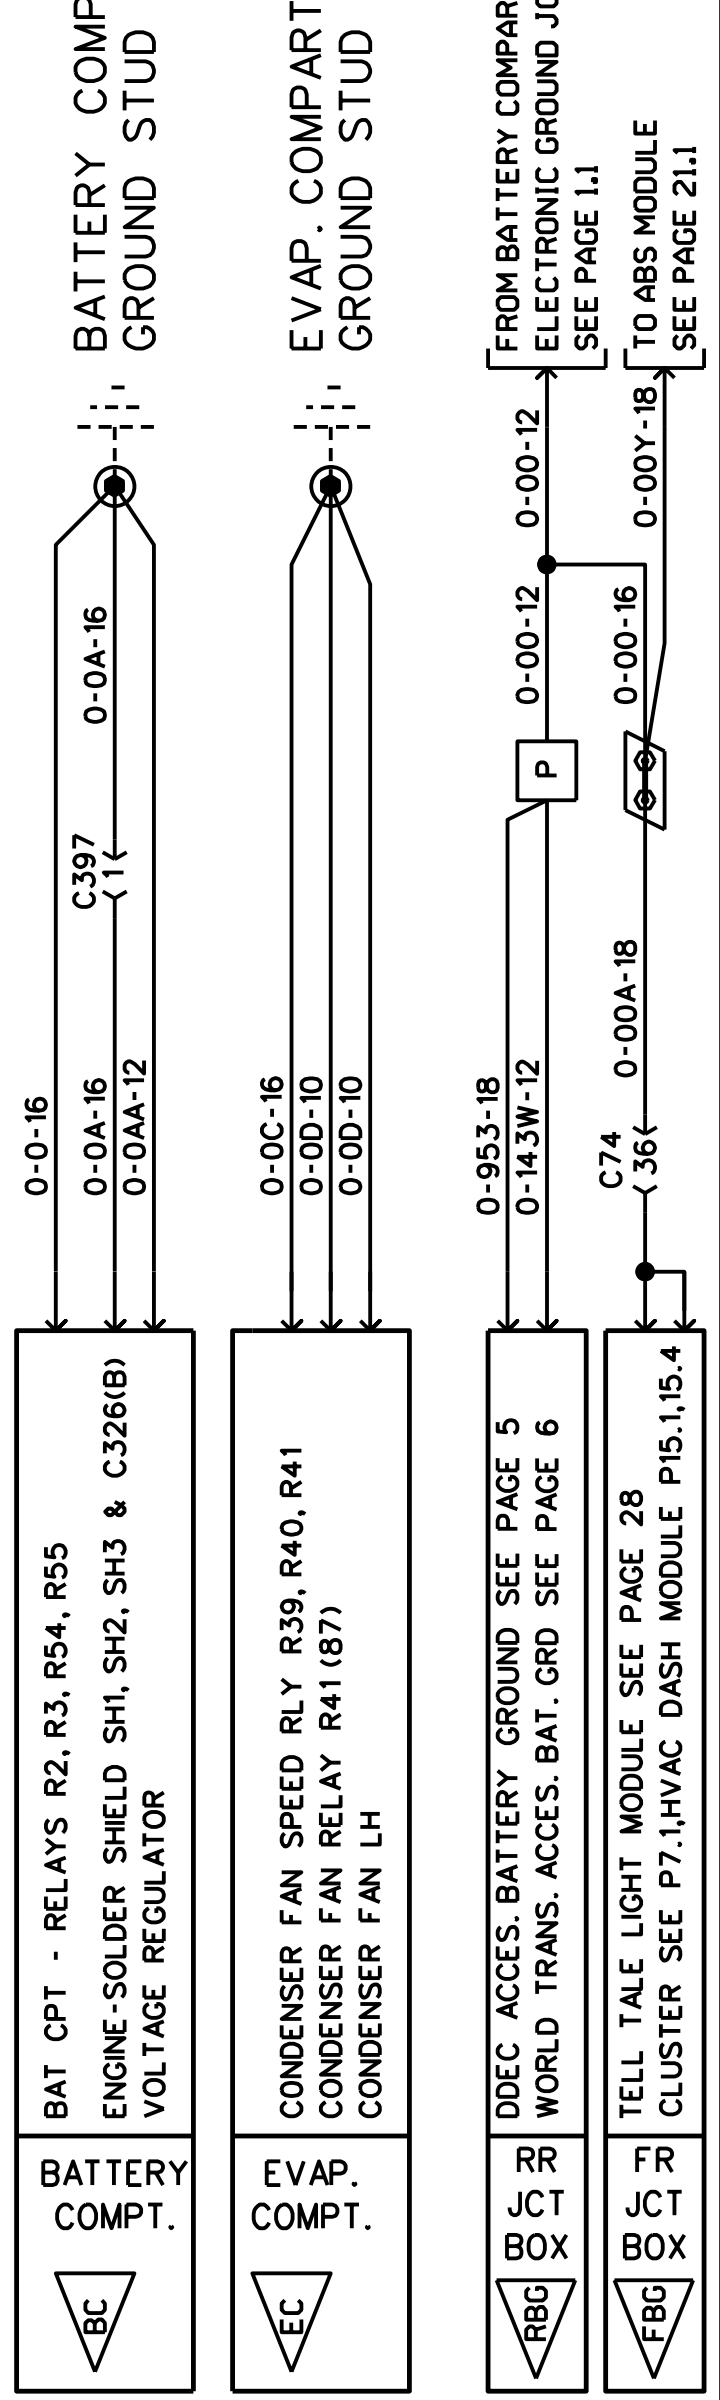 BATTERY COMP
GROUND STUD
0-0-16
0-0A-16
C397
1
0-0A-16
0-0AA-12
BAT CPT - RELAYS R2, R3, R54, R55
ENGINE-SOLDER SHIELD SH1, SH2, SH3 & C326(B)
VOLTAGE REGULATOR
BATTERY
COMPT.
BC
EVAP. COMPART
GROUND STUD
0-0C-16
0-0D-10
0-0D-10
CONDENSER FAN SPEED RLY R39, R40, R41
CONDENSER FAN RELAY R41 (87)
CONDENSER FAN LH
EVAP.
COMPT.
EC
FROM BATTERY COMPAR
ELECTRONIC GROUND JC
SEE PAGE 1.1
0-00-12
0-00-12
P
0-953-18
0-143W-12
DDEC ACCES. BATTERY GROUND SEE PAGE 5
WORLD TRANS. ACCES. BAT. GRD SEE PAGE 6
RR
JCT
BOX
RBG
TO ABS MODULE
SEE PAGE 21.1
0-00Y-18
0-00-16
0-00A-18
C74
36
TELL TALE LIGHT MODULE SEE PAGE 28
CLUSTER SEE P7.1,HVAC DASH MODULE P15.1,15.4
FR
JCT
BOX
FBG